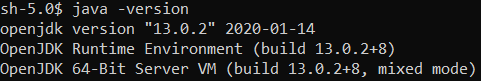 sh-5.0$ java -version
openjdk version "13.0.2" 2020-01-14
OpenJDK Runtime Environment (build 13.0.2+8)
OpenJDK 64-Bit Server VM (build 13.0.2+8, mixed mode)